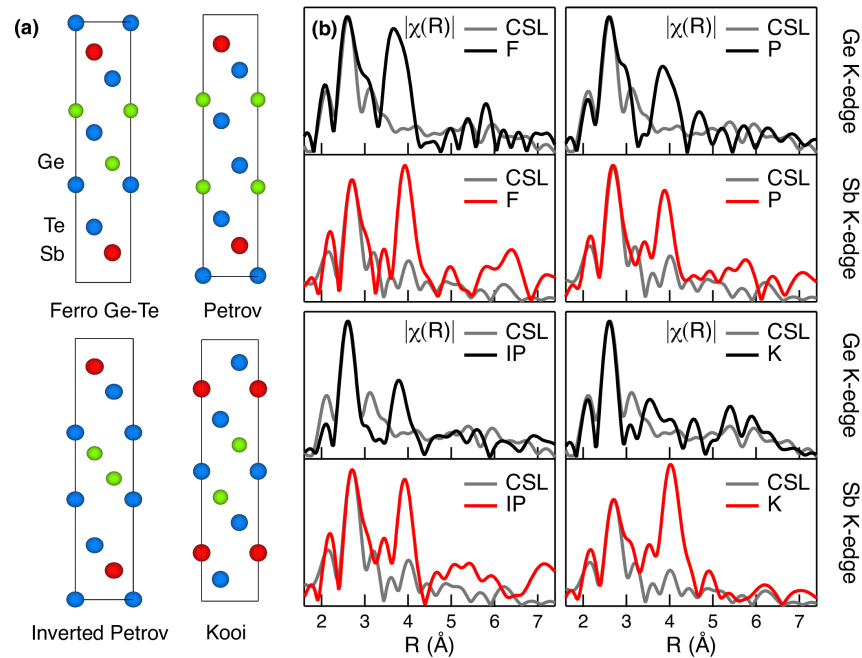 (a)
Ge
Te
Sb
Ferro Ge-Te
Petrov
Inverted Petrov
Kooi
(b)
|χ(R)|
CSL
F
|χ(R)|
CSL
P
Ge K-edge
CSL
F
CSL
P
Sb K-edge
|χ(R)|
CSL
IP
|χ(R)|
CSL
K
Ge K-edge
CSL
IP
CSL
K
Sb K-edge
2 3 4 5 6 7
2 3 4 5 6 7
R (Å)
R (Å)